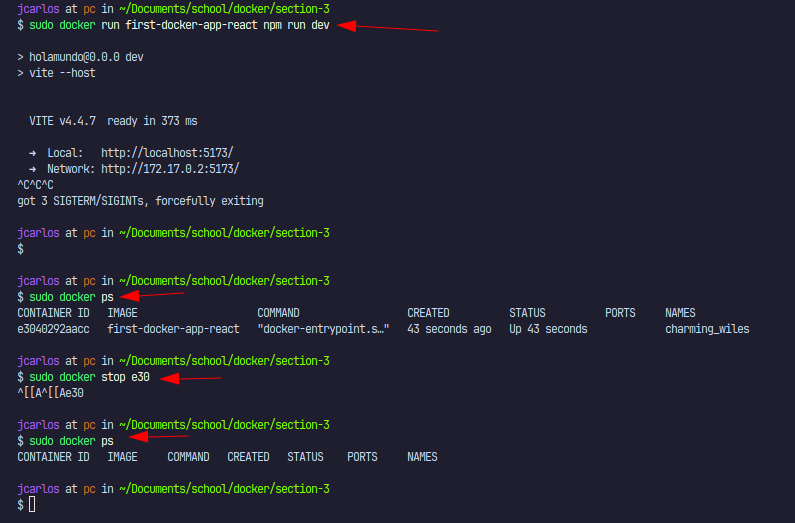 jcarlos at pc in ~/Documents/school/docker/section-3
$ sudo docker run first-docker-app-react npm run dev
> holamundo@0.0.0 dev
> vite --host
VITE v4.4.7  ready in 373 ms
➜  Local:   http://localhost:5173/
➜  Network: http://172.17.0.2:5173/
^C^C^C
got 3 SIGTERM/SIGINTs, forcefully exiting
jcarlos at pc in ~/Documents/school/docker/section-3
$
jcarlos at pc in ~/Documents/school/docker/section-3
$ sudo docker ps
CONTAINER ID   IMAGE                    COMMAND                  CREATED          STATUS          PORTS     NAMES
e3040292aacc   first-docker-app-react   "docker-entrypoint.s…"   43 seconds ago   Up 43 seconds             charming_wiles
jcarlos at pc in ~/Documents/school/docker/section-3
$ sudo docker stop e30
^[[A^[[Ae30
jcarlos at pc in ~/Documents/school/docker/section-3
$ sudo docker ps
CONTAINER ID   IMAGE     COMMAND   CREATED   STATUS    PORTS     NAMES
jcarlos at pc in ~/Documents/school/docker/section-3
$